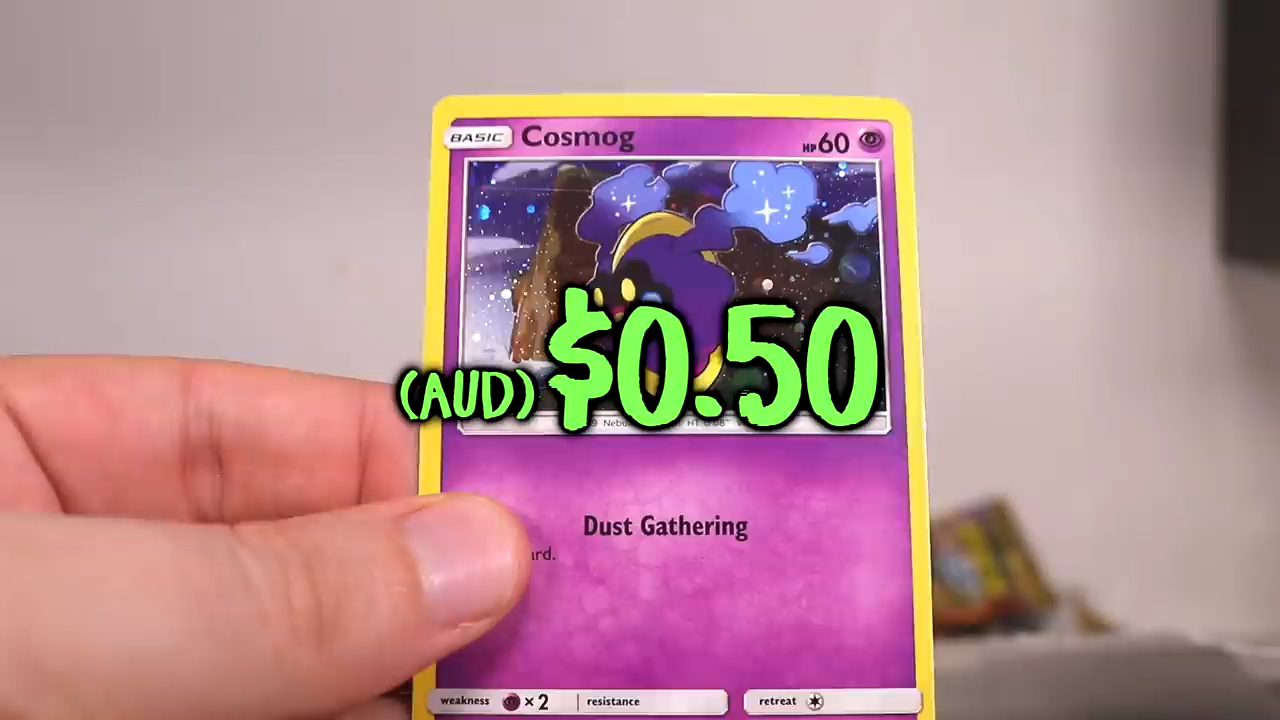 BASIC Cosmog HP60
(AUD) $0.50
Dust Gathering
ard.
weakness ×2 resistance retreat